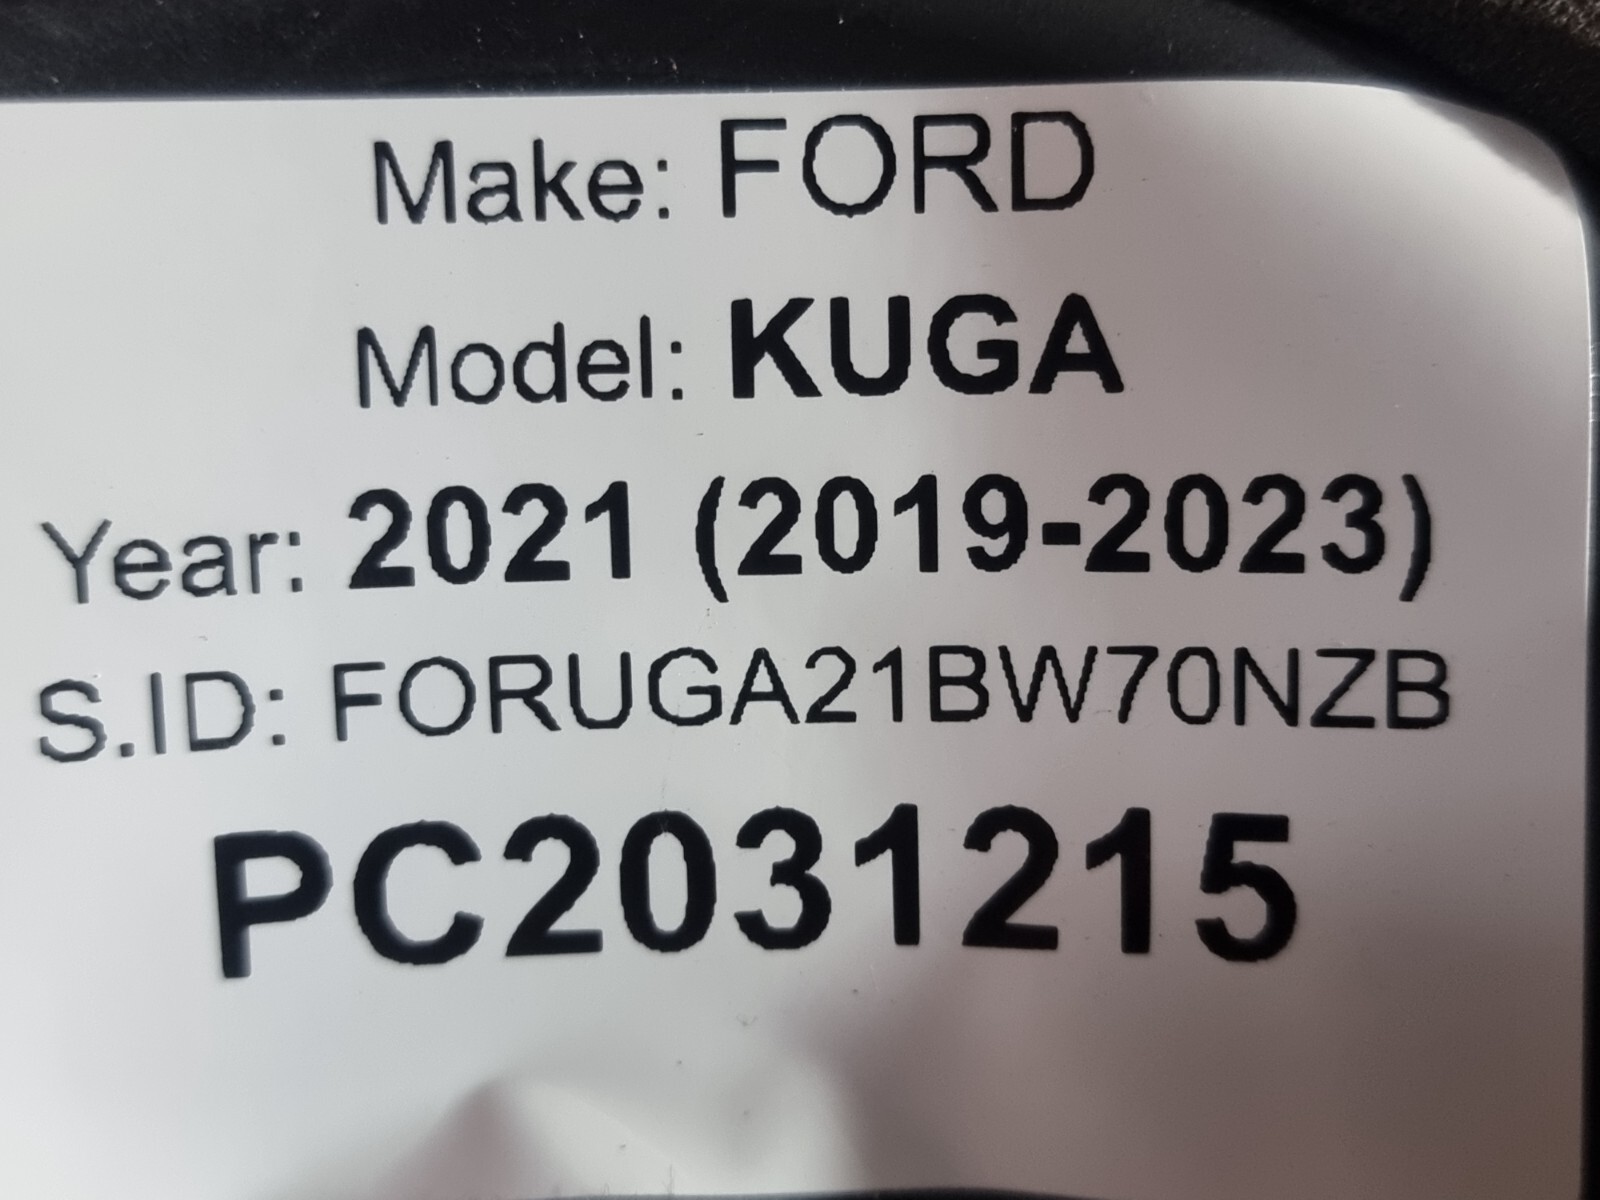 Make: FORD
Model: KUGA
Year: 2021 (2019-2023)
S.ID: FORUGA21BW70NZB
PC2031215